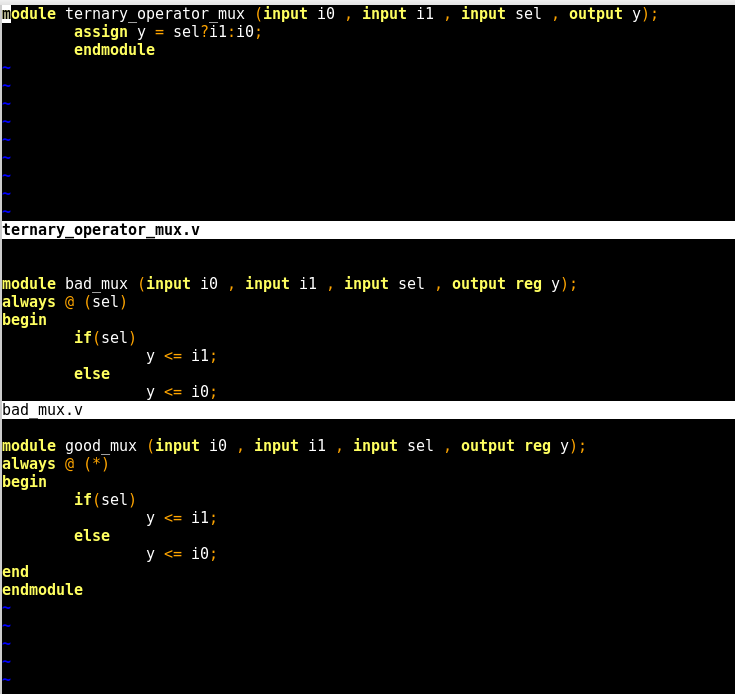 module ternary_operator_mux (input i0 , input i1 , input sel , output y);
        assign y = sel?i1:i0;
        endmodule
~
~
~
~
~
~
~
~
~
ternary_operator_mux.v
module bad_mux (input i0 , input i1 , input sel , output reg y);
always @ (sel)
begin
        if(sel)
                y <= i1;
        else
                y <= i0;
bad_mux.v
module good_mux (input i0 , input i1 , input sel , output reg y);
always @ (*)
begin
        if(sel)
                y <= i1;
        else
                y <= i0;
end
endmodule
~
~
~
~
~